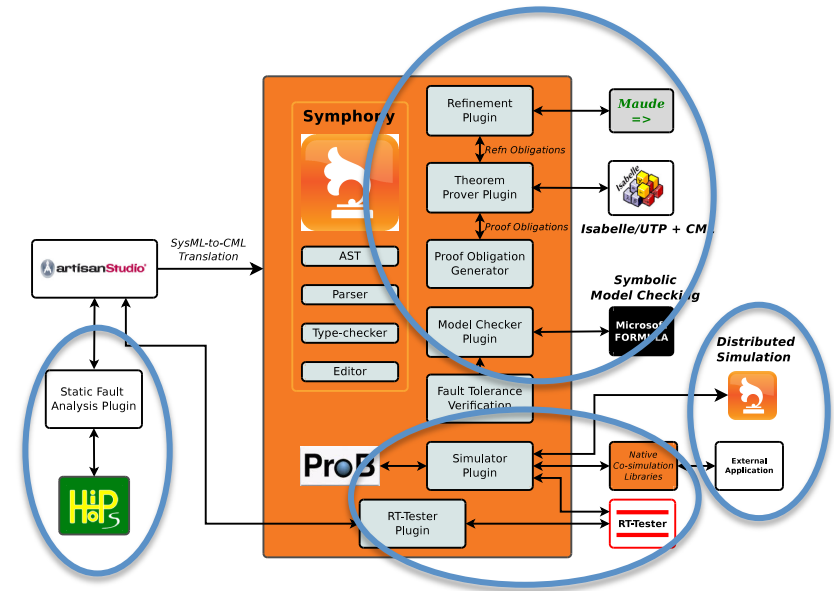 Symphony
AST
Parser
Type-checker
Editor
Refinement
Plugin
Refn Obligations
Theorem
Prover Plugin
Proof Obligations
Proof Obligation
Generator
Model Checker
Plugin
Fault Tolerance
Verification
Simulator
Plugin
RT-Tester
Plugin
ProB
Maude
=>
Isabelle
Isabelle/UTP + CML
Symbolic
Model Checking
Microsoft
FORMULA
Distributed
Simulation
Native
Co-simulation
Libraries
External
Application
RT-Tester
SysML-to-CML
Translation
artisanStudio
Static Fault
Analysis Plugin
HiP
HOPS